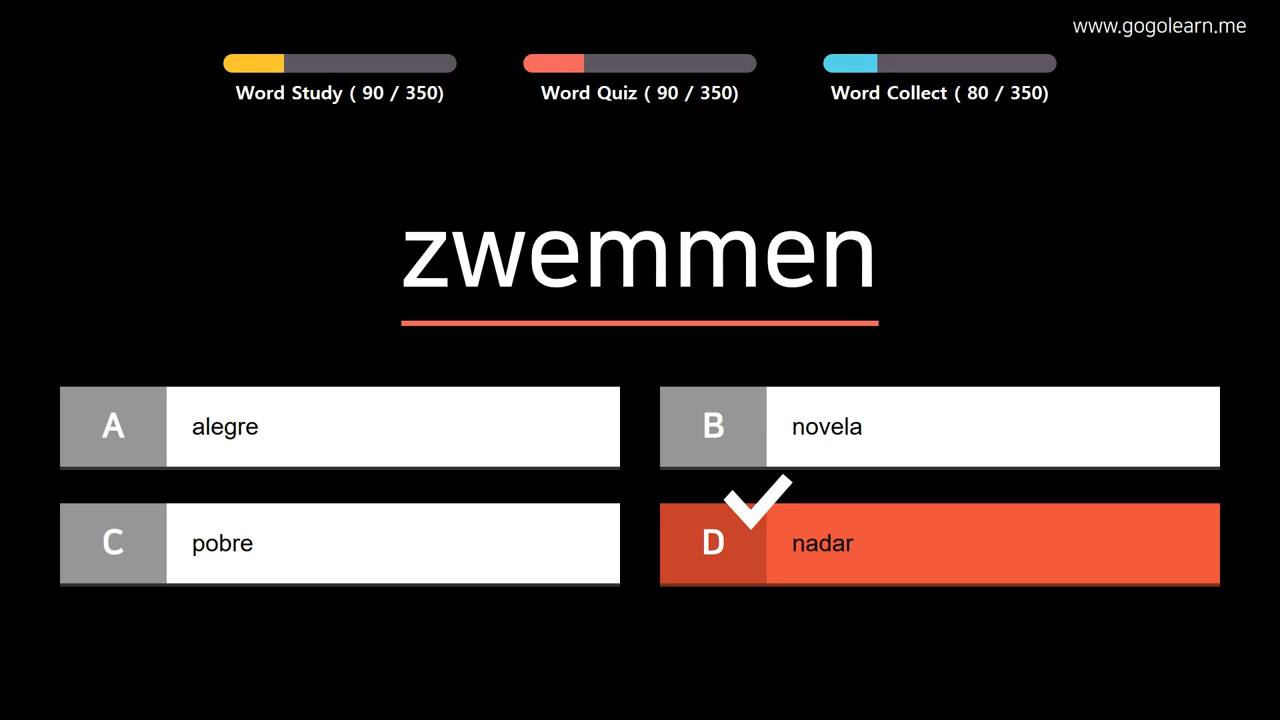 www.gogolearn.me
Word Study ( 90 / 350)
Word Quiz ( 90 / 350)
Word Collect ( 80 / 350)
zwemmen
A alegre
B novela
C pobre
D nadar